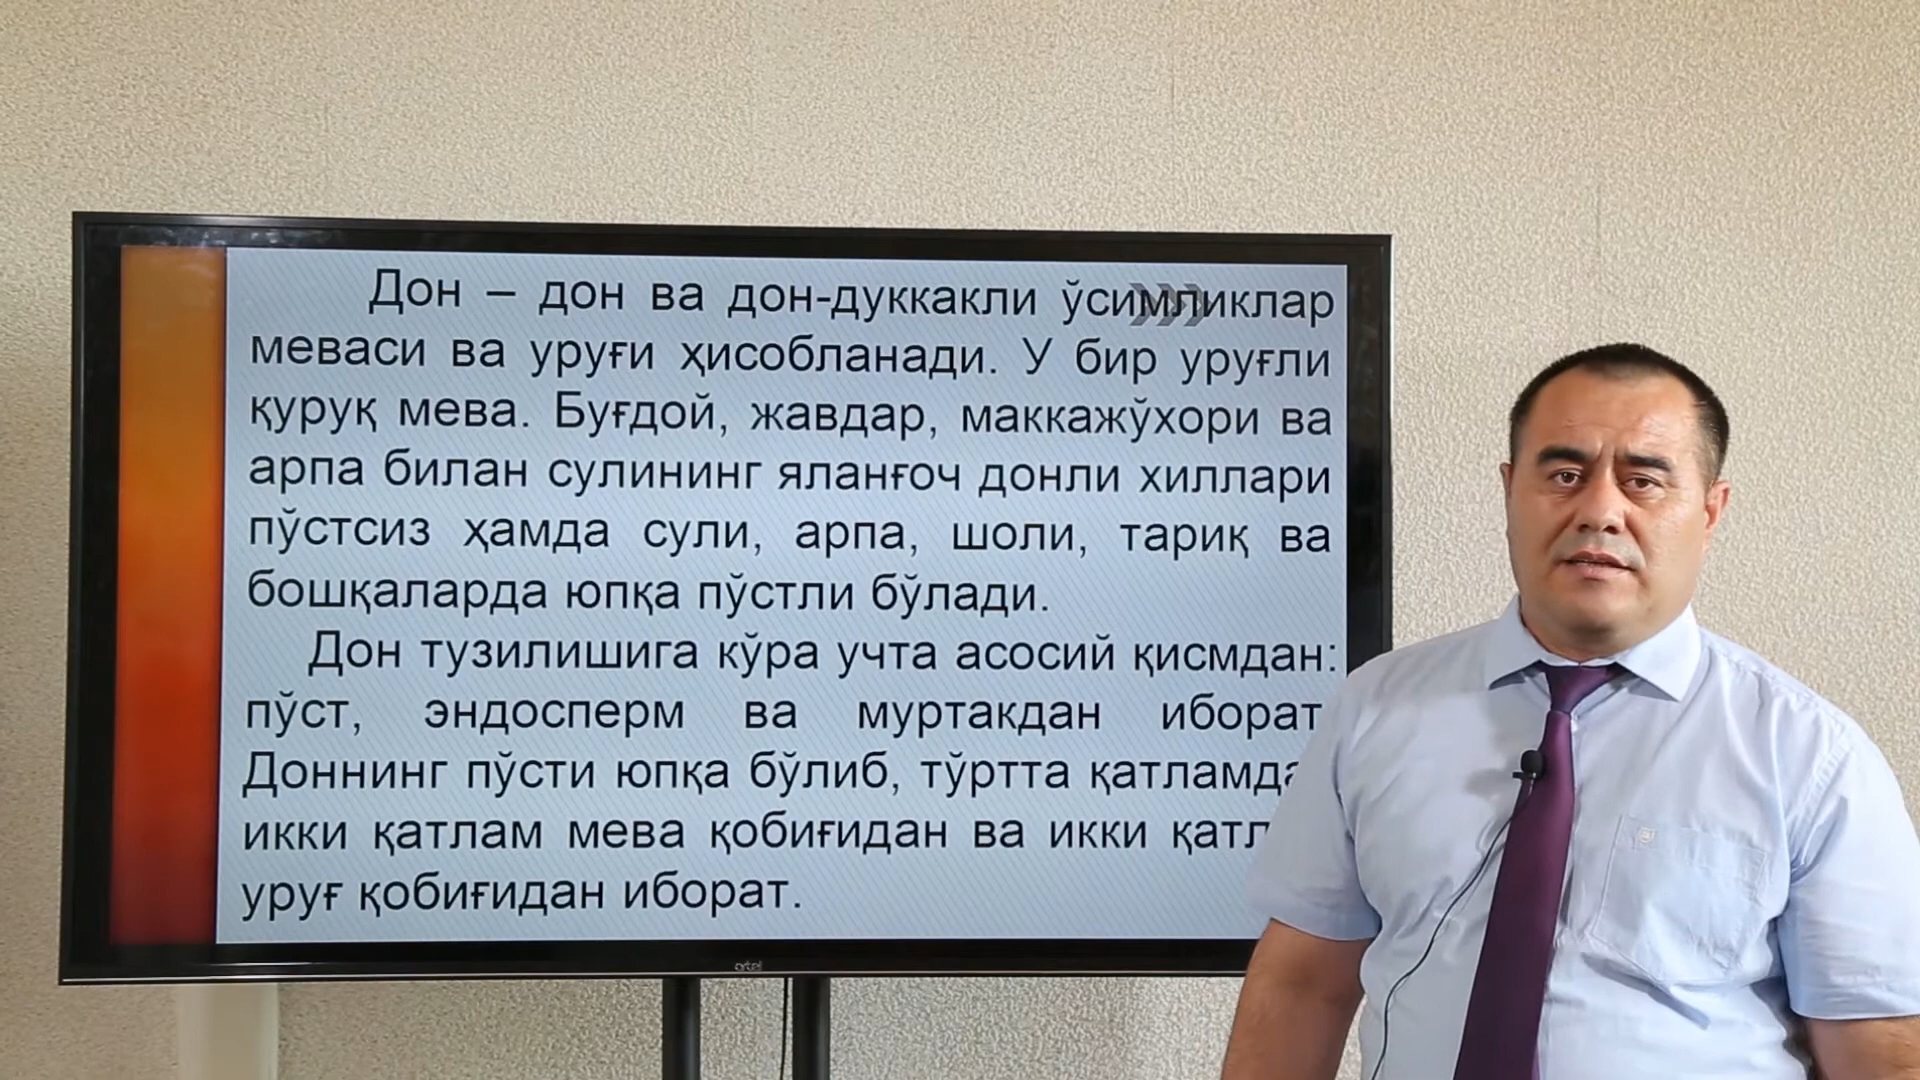 Дон – дон ва дон-дуккакли ўсимликлар
меваси ва уруғи ҳисобланади. У бир уруғли
қуруқ мева. Буғдой, жавдар, маккажўхори ва
арпа билан сулининг яланғоч донли хиллари
пўстсиз ҳамда сули, арпа, шоли, тариқ ва
бошқаларда юпқа пўстли бўлади.
Дон тузилишига кўра учта асосий қисмдан:
пўст, эндосперм ва муртакдан иборат
Доннинг пўсти юпқа бўлиб, тўртта
икки қатлам мева қобиғидан ва икки
уруғ қобиғидан иборат.
artel